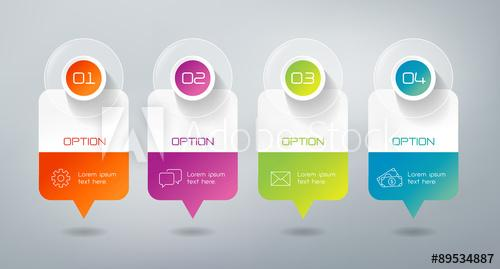 01
OPTION
Lorem ipsum
text here.
02
OPTION
Lorem ipsum
text here.
03
OPTION
Lorem ipsum
text here.
04
OPTION
Lorem ipsum
text here.
Adobe Stock
#89534887